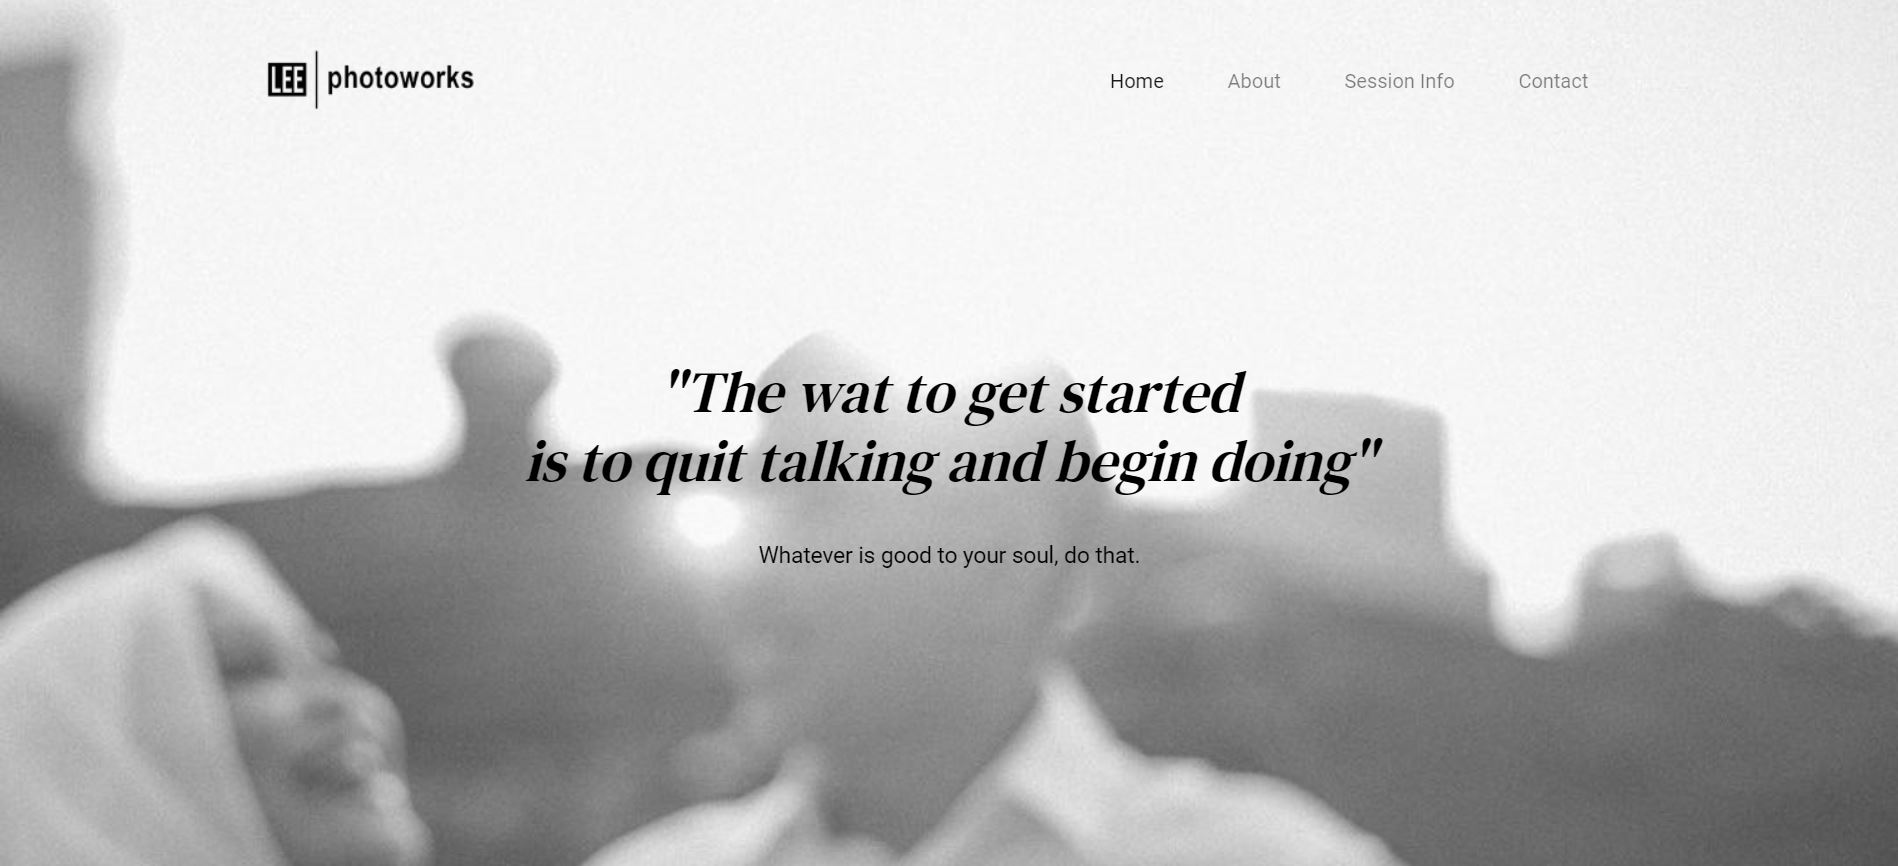 LEE photoworks
Home About Session Info Contact
"The wat to get started
is to quit talking and begin doing"
Whatever is good to your soul, do that.